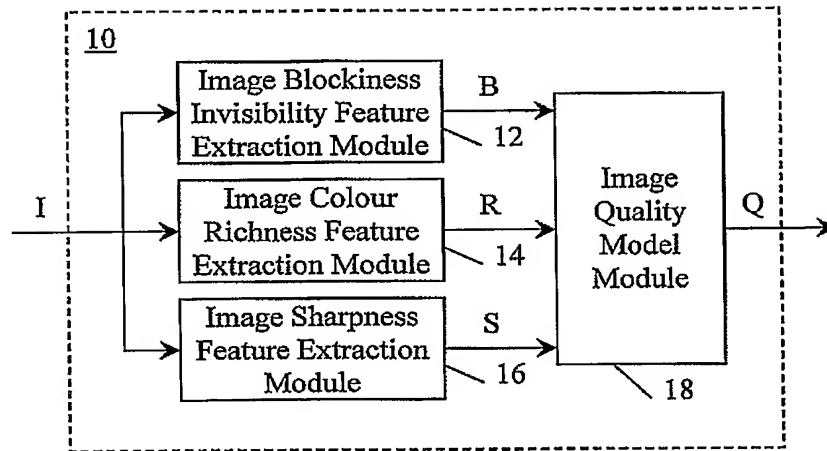 10
Image Blockiness
Invisibility Feature
Extraction Module
B
12
I
Image Colour
Richness Feature
Extraction Module
R
14
Image Sharpness
Feature Extraction
Module
S
16
Image
Quality
Model
Module
18
Q